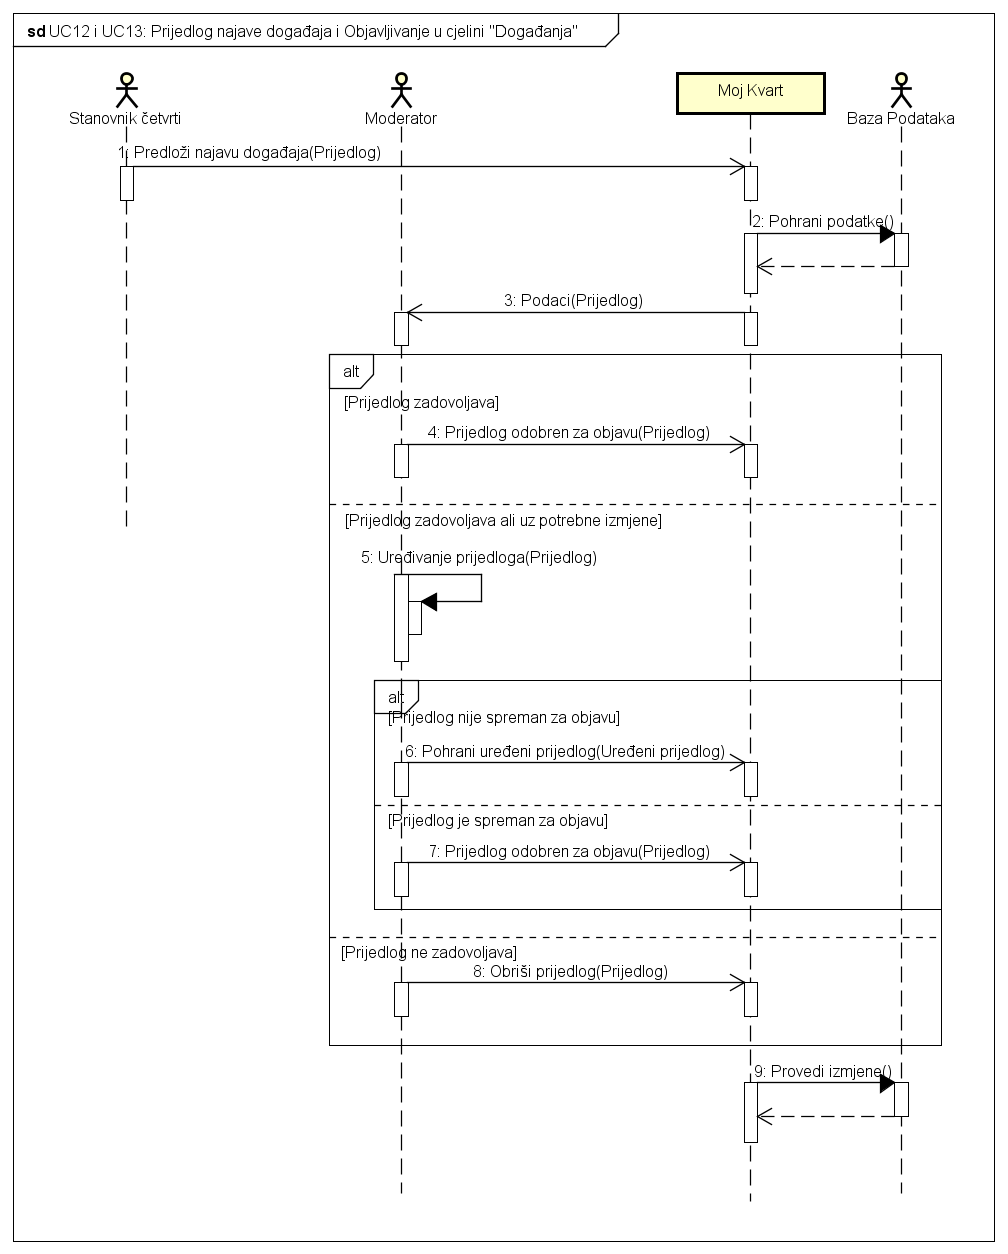 sd UC12 i UC13: Prijedlog najave događaja i Objavljivanje u cjelini "Događanja"
Stanovnik četvrti
Moderator
Moj Kvart
Baza Podataka
1: Predloži najavu događaja(Prijedlog)
2: Pohrani podatke()
3: Podaci(Prijedlog)
alt
[Prijedlog zadovoljava]
4: Prijedlog odobren za objavu(Prijedlog)
[Prijedlog zadovoljava ali uz potrebne izmjene]
5: Uređivanje prijedloga(Prijedlog)
alt
[Prijedlog nije spreman za objavu]
6: Pohrani uređeni prijedlog(Uređeni prijedlog)
[Prijedlog je spreman za objavu]
7: Prijedlog odobren za objavu(Prijedlog)
[Prijedlog ne zadovoljava]
8: Obriši prijedlog(Prijedlog)
9: Provedi izmjene()